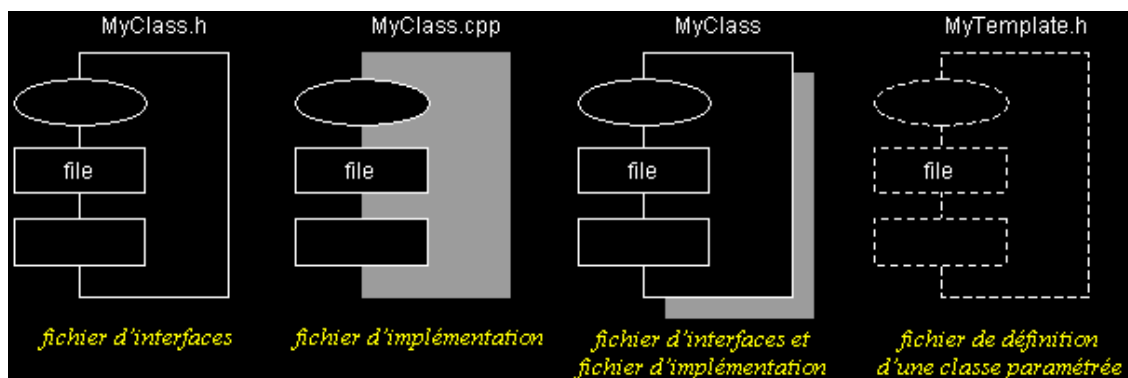 MyClass.h
MyClass.cpp
MyClass
MyTemplate.h
file
file
file
file
fichier d'interfaces
fichier d'implémentation
fichier d'interfaces et
fichier d'implémentation
fichier de définition
d'une classe paramétrée